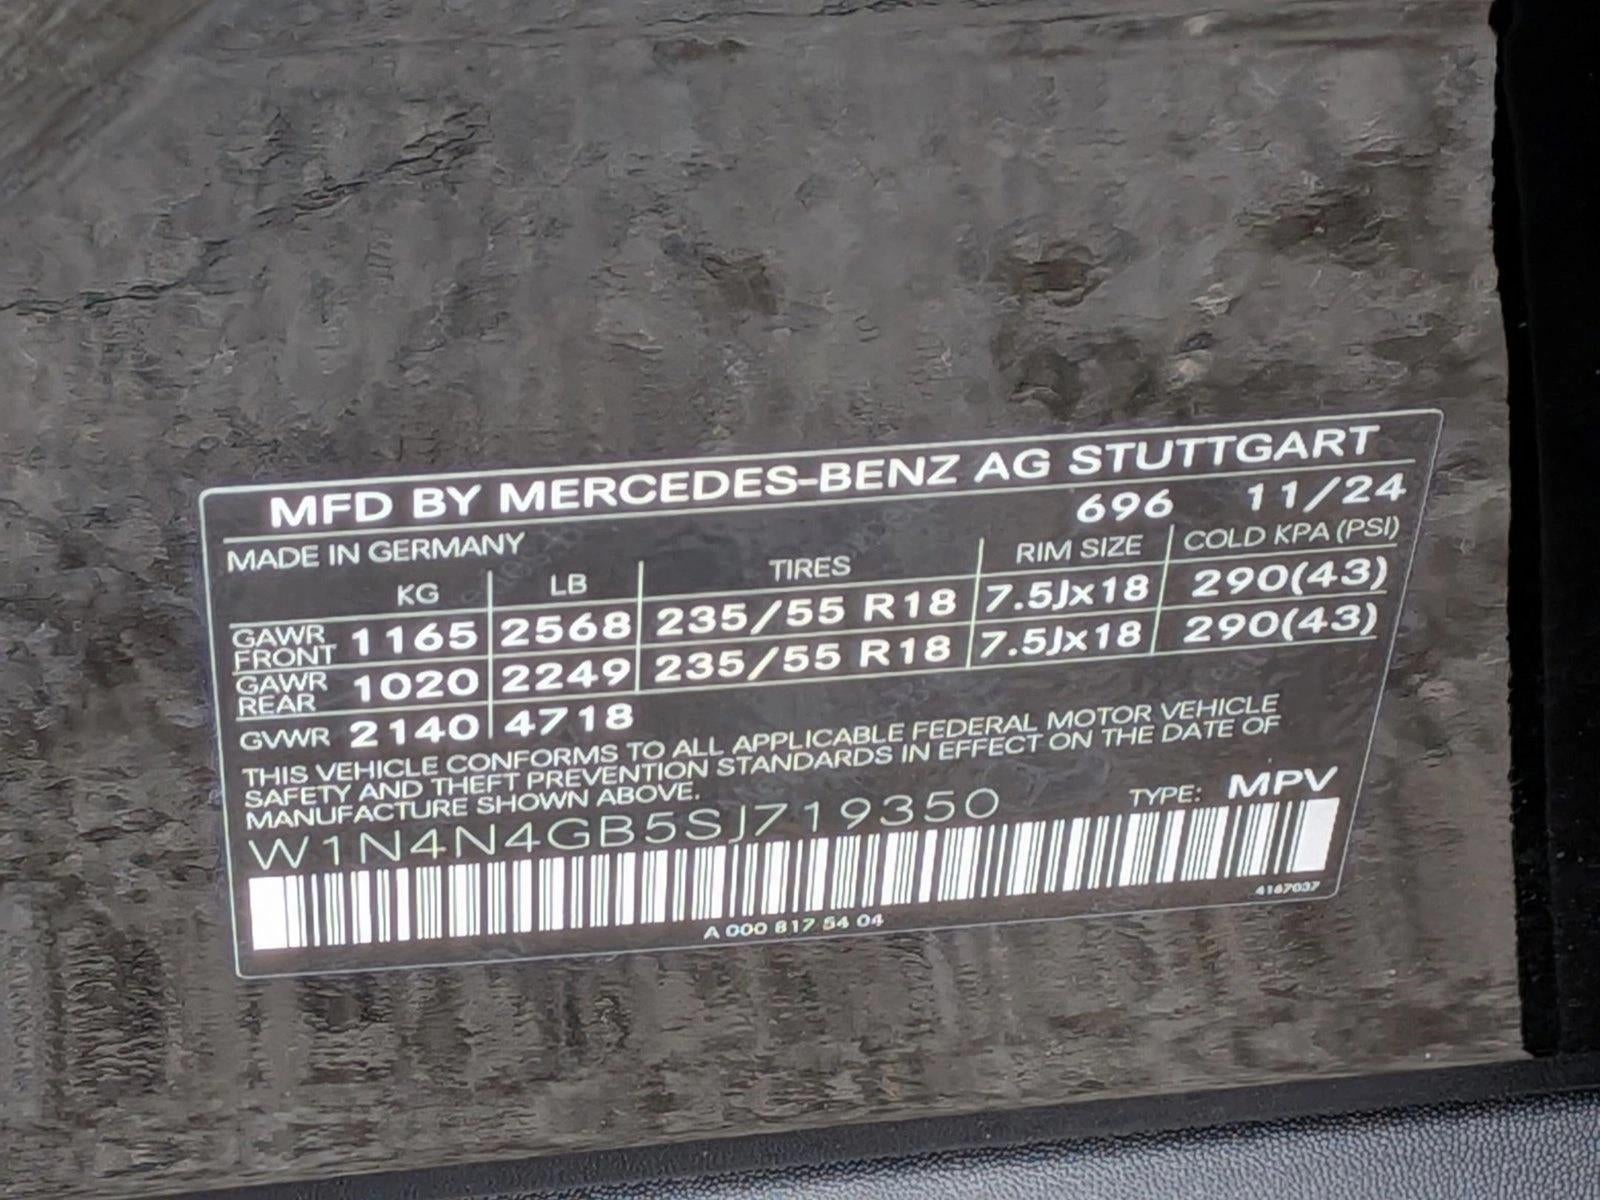 MFD BY MERCEDES-BENZ AG STUTTGART
MADE IN GERMANY 696 11/24
KG LB TIRES RIM SIZE COLD KPA (PSI)
GAWR FRONT 1165 2568 235/55 R18 7.5Jx18 290(43)
GAWR REAR 1020 2249 235/55 R18 7.5Jx18 290(43)
GVWR 2140 4718
THIS VEHICLE CONFORMS TO ALL APPLICABLE FEDERAL MOTOR VEHICLE
SAFETY AND THEFT PREVENTION STANDARDS IN EFFECT ON THE DATE OF
MANUFACTURE SHOWN ABOVE.
W1N4N4GB5SJ719350 TYPE: MPV
A 000 817 54 04 4167037